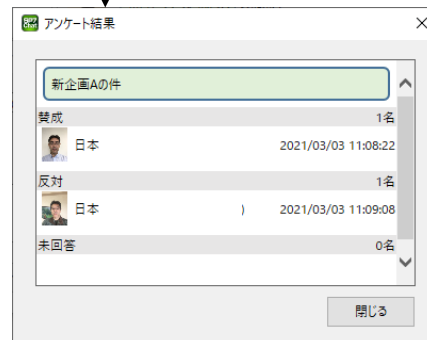 アンケート結果
新企画Aの件
賛成 1名
日本 2021/03/03 11:08:22
反対 1名
日本 ) 2021/03/03 11:09:08
未回答 0名
閉じる